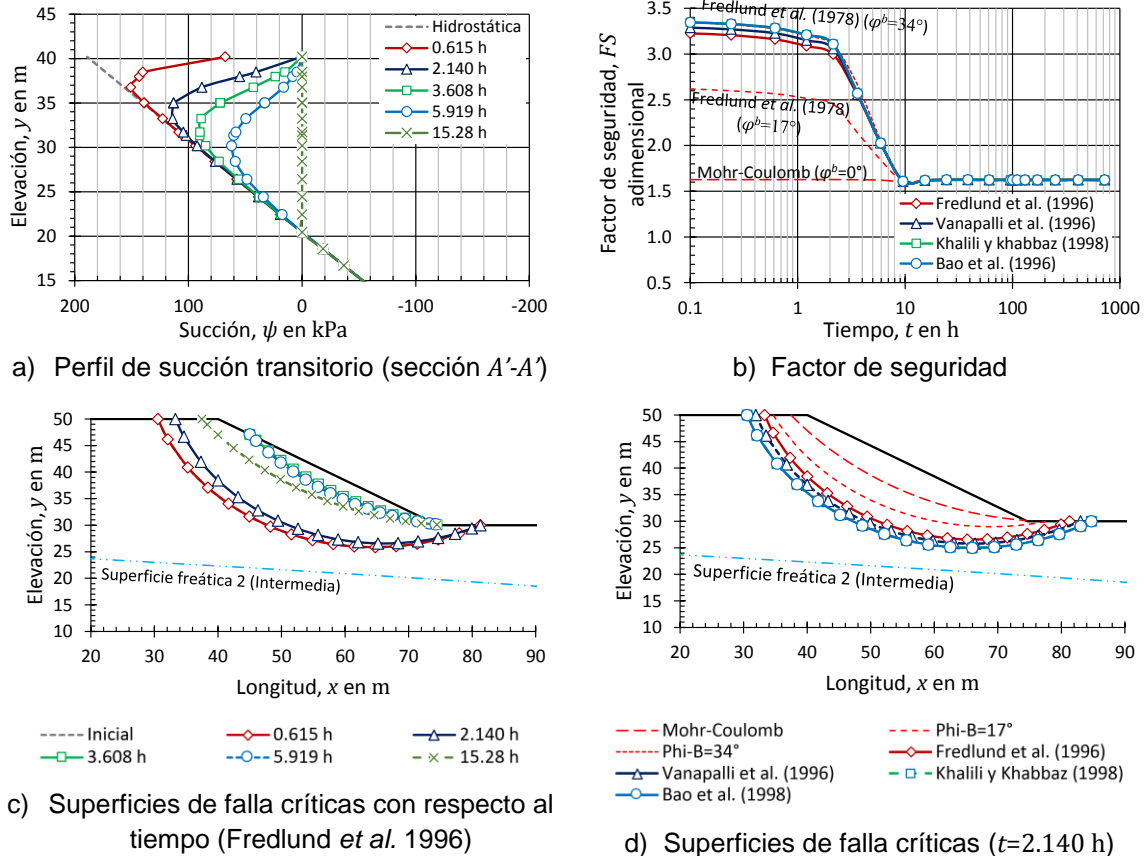 Elevación, y en m
45
40
35
30
25
20
15
200
100
0
-100
-200
Succión, ψ en kPa
Hidrostática
0.615 h
2.140 h
3.608 h
5.919 h
15.28 h
a) Perfil de succión transitorio (sección A’-A’)
Factor de seguridad, FS
adimensional
3.5
3.0
2.5
2.0
1.5
1.0
0.5
0.1
1
10
100
1000
Tiempo, t en h
Fredlund
et al. (1978) (φᵇ=34°)
Fredlund et al.
(1978)
(φᵇ=17°)
Mohr-Coulomb (φᵇ=0°)
Fredlund et al. (1996)
Vanapalli et al. (1996)
Khalili y khabbaz (1998)
Bao et al. (1996)
b) Factor de seguridad
Elevación, y en m
50
45
40
35
30
25
20
15
10
20 30 40 50 60 70 80 90
Longitud, x en m
Superficie freática 2 (Intermedia)
Inicial
0.615 h
2.140 h
3.608 h
5.919 h
15.28 h
c) Superficies de falla críticas con respecto al
tiempo (Fredlund et al. 1996)
Elevación, y en m
50
45
40
35
30
25
20
15
10
20 30 40 50 60 70 80 90
Longitud, x en m
Superficie freática 2 (Intermedia)
Mohr-Coulomb
Phi-B=17°
Phi-B=34°
Fredlund et al. (1996)
Vanapalli et al. (1996)
Khalili y Khabbaz (1998)
Bao et al. (1998)
d) Superficies de falla críticas (t=2.140 h)